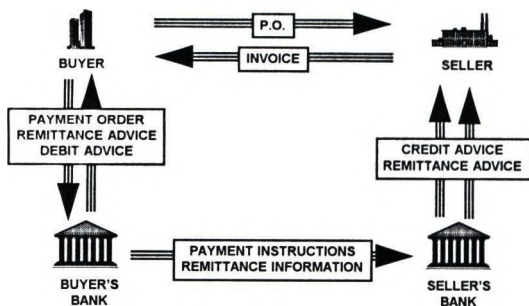 P.O.
BUYER
INVOICE
SELLER
PAYMENT ORDER
REMITTANCE ADVICE
DEBIT ADVICE
CREDIT ADVICE
REMITTANCE ADVICE
PAYMENT INSTRUCTIONS
REMITTANCE INFORMATION
BUYER'S
BANK
SELLER'S
BANK